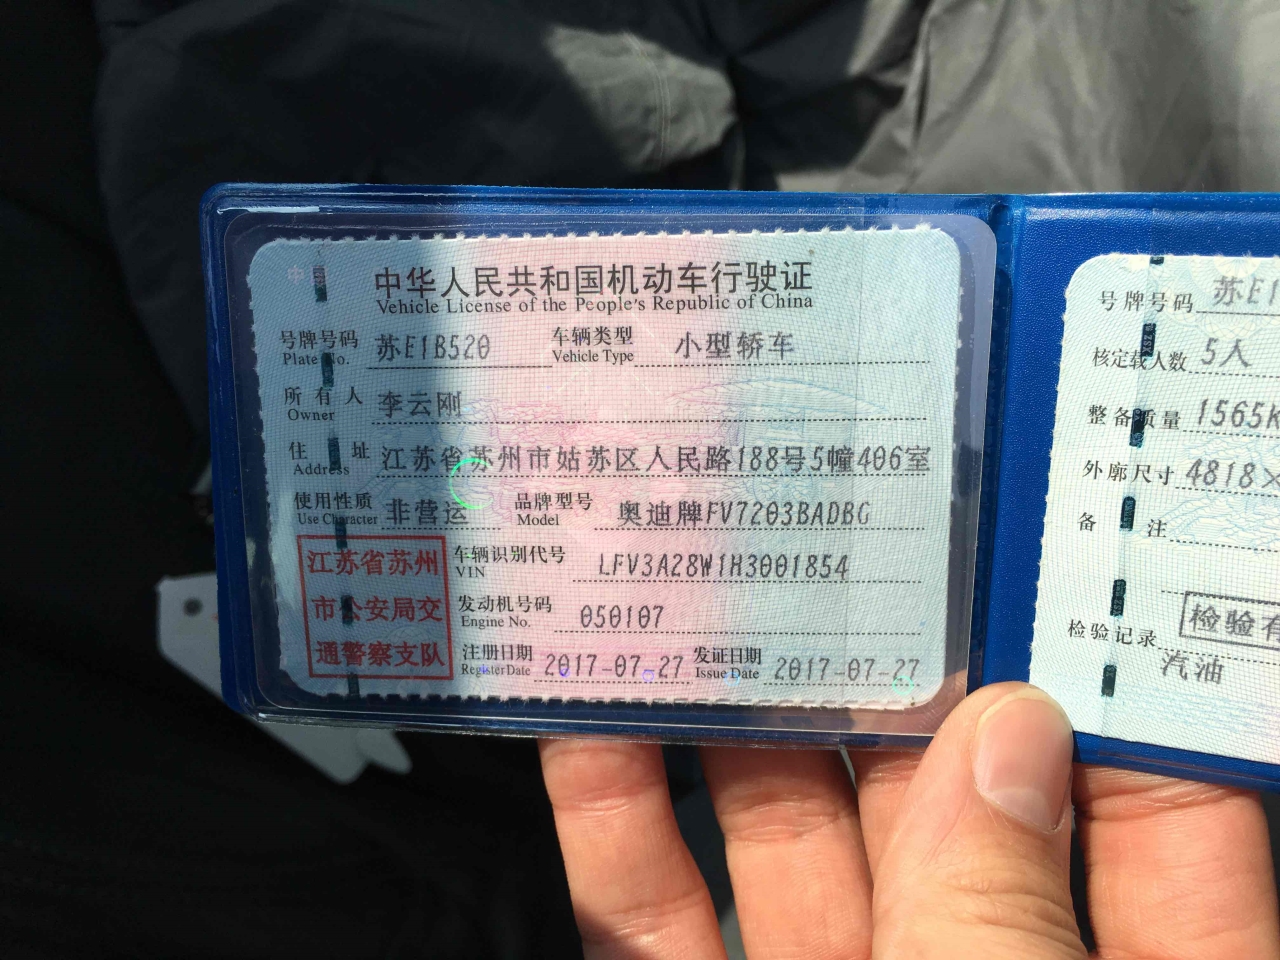 中华人民共和国机动车行驶证
Vehicle License of the People's Republic of China
号牌号码 苏E1B520 车辆类型 小型轿车
Plate No. Vehicle Type
所有人 李云刚
Owner
住址 江苏省苏州市姑苏区人民路188号5幢406室
Address
使用性质 非营运 品牌型号 奥迪牌FV7203BADBG
Use Character Model
江苏省苏州
市公安局交
通警察支队
车辆识别代号 LFV3A28W1H3001854
VIN
发动机号码 050107
Engine No.
注册日期 2017-07-27 发证日期 2017-07-27
Register Date Issue Date
号牌号码 苏E1
核定载人数 5人
整备质量 1565K
外廓尺寸 4818×
备注
检验有
检验记录
汽油